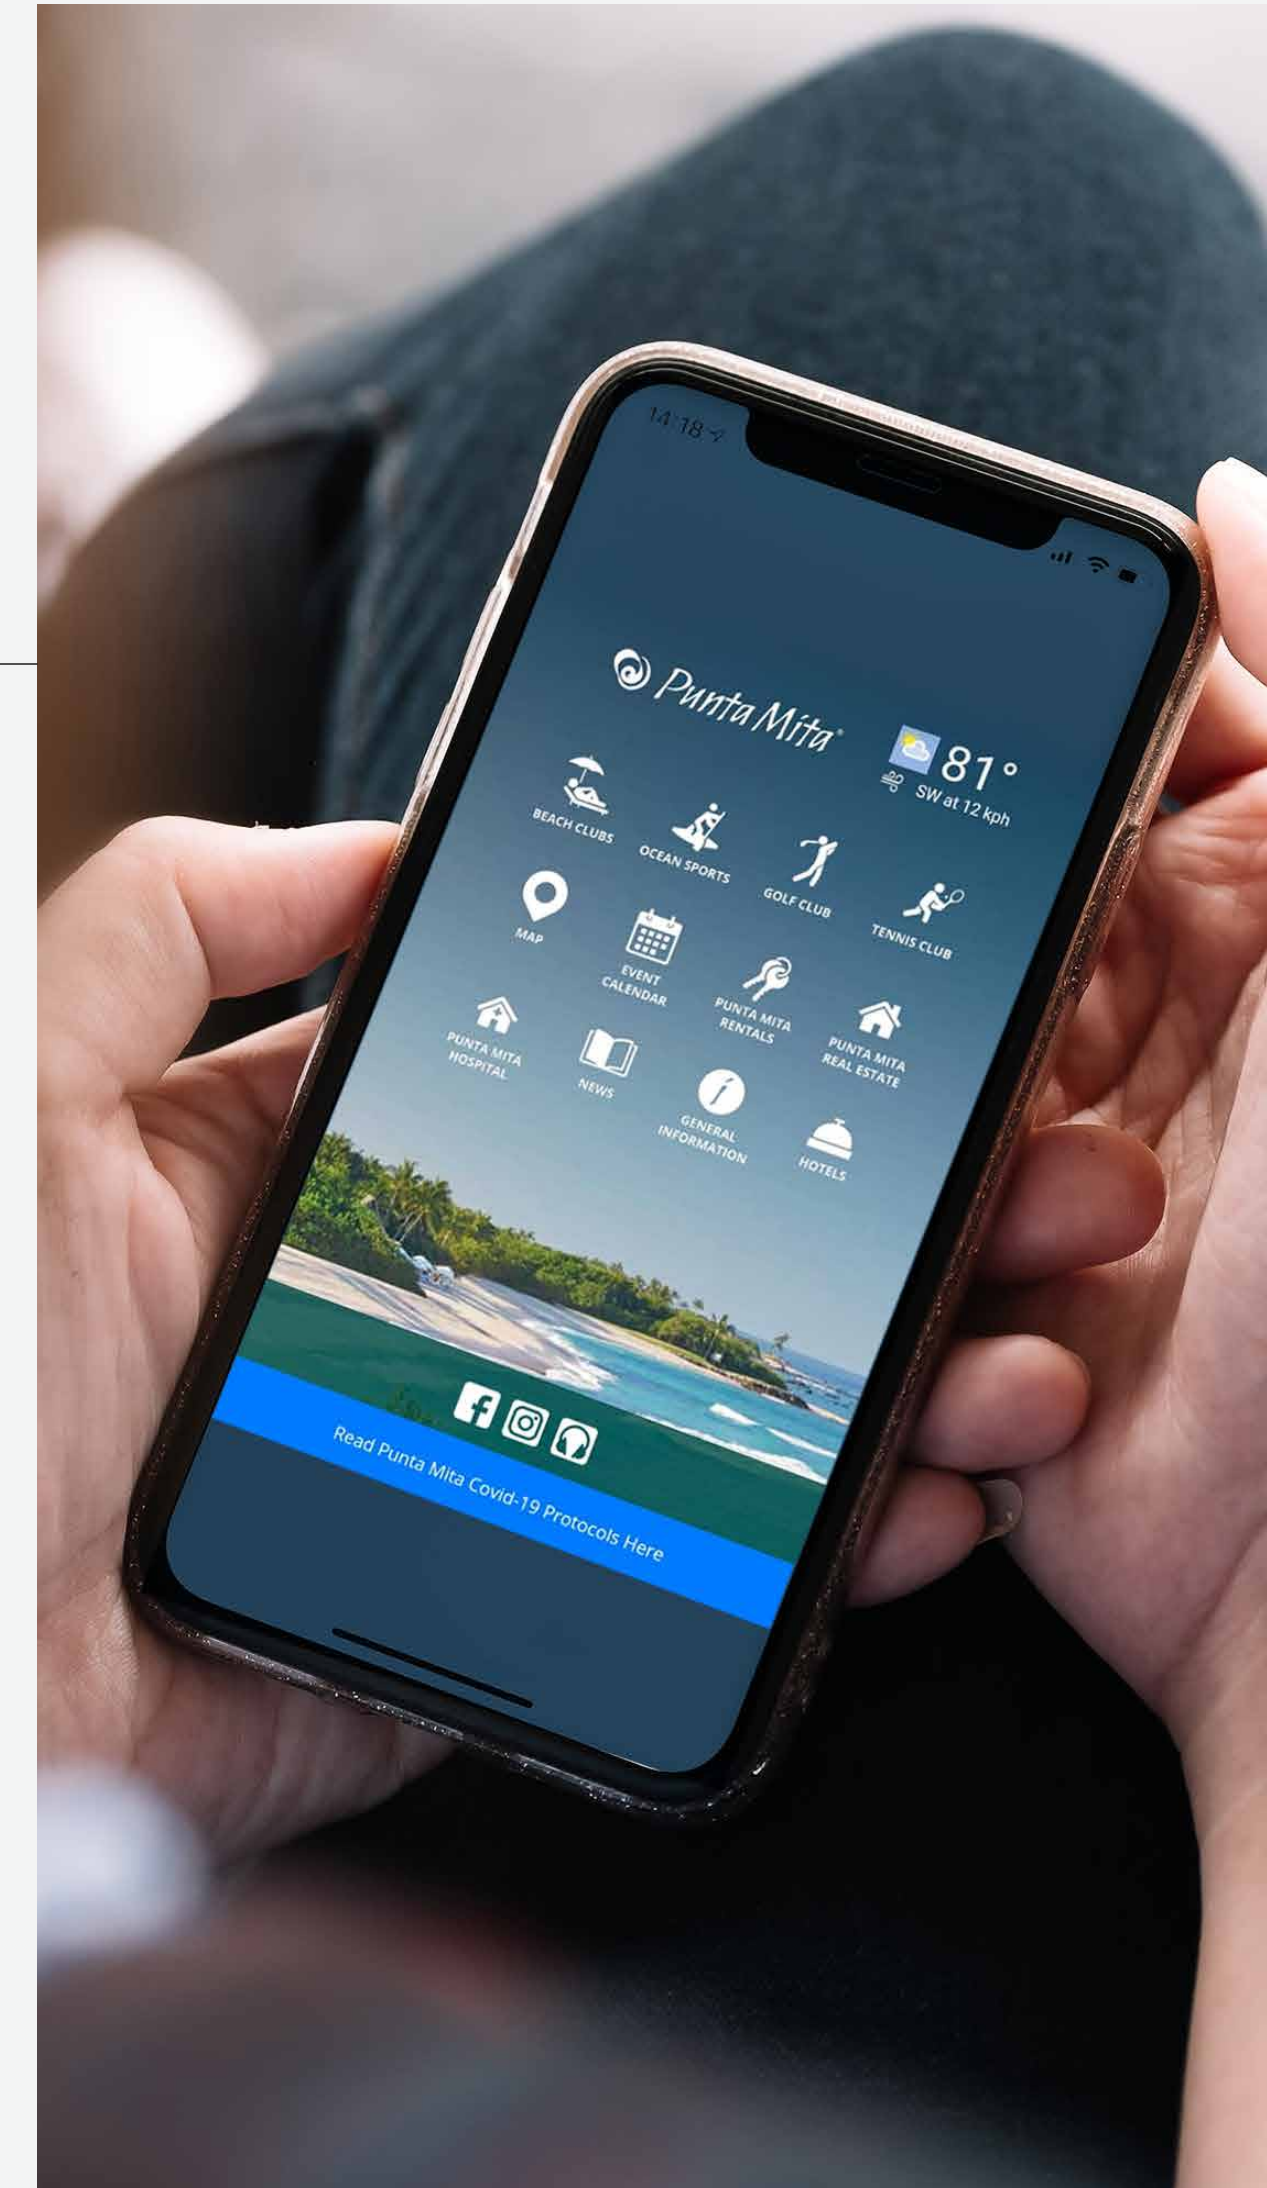 14:18
Punta Mita®
81°
SW at 12 kph
BEACH CLUBS
OCEAN SPORTS
GOLF CLUB
TENNIS CLUB
MAP
EVENT
CALENDAR
PUNTA MITA
RENTALS
PUNTA MITA
REAL ESTATE
PUNTA MITA
HOSPITAL
NEWS
GENERAL
INFORMATION
HOTELS
Read Punta Mita Covid-19 Protocols Here